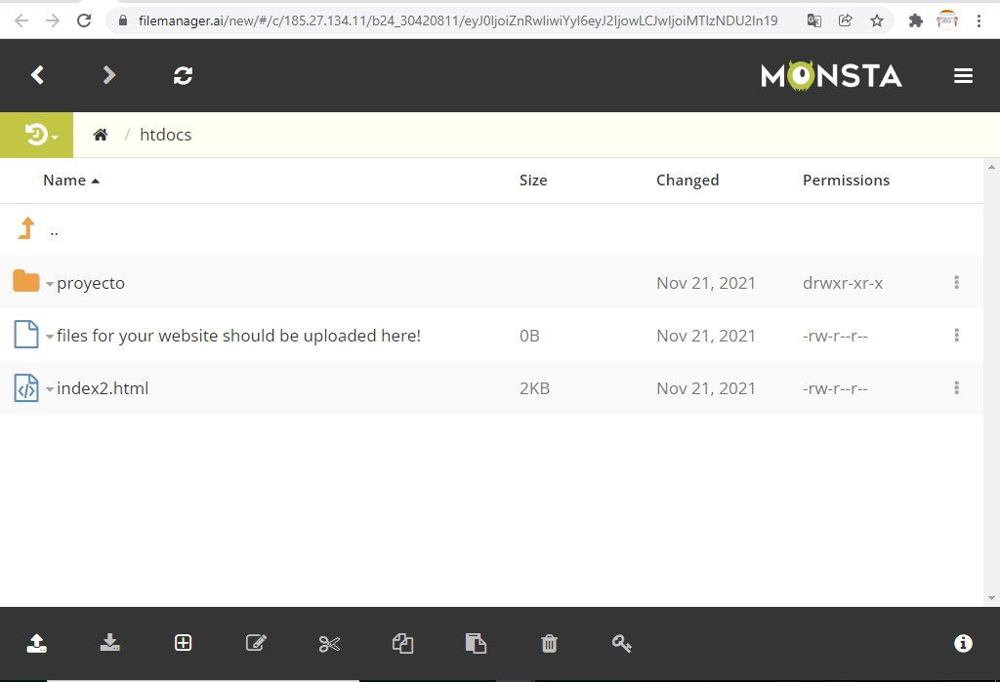 filemanager.ai/new/#/c/185.27.134.11/b24_30420811/eyJ0IjoiZnRwIiwiYyI6eyJ2IjowLCJwIjoiMTIzNDU2In19
MONSTA
/ htdocs
Name Size Changed Permissions
..
proyecto Nov 21, 2021 drwxr-xr-x
files for your website should be uploaded here! 0B Nov 21, 2021 -rw-r--r--
index2.html 2KB Nov 21, 2021 -rw-r--r--